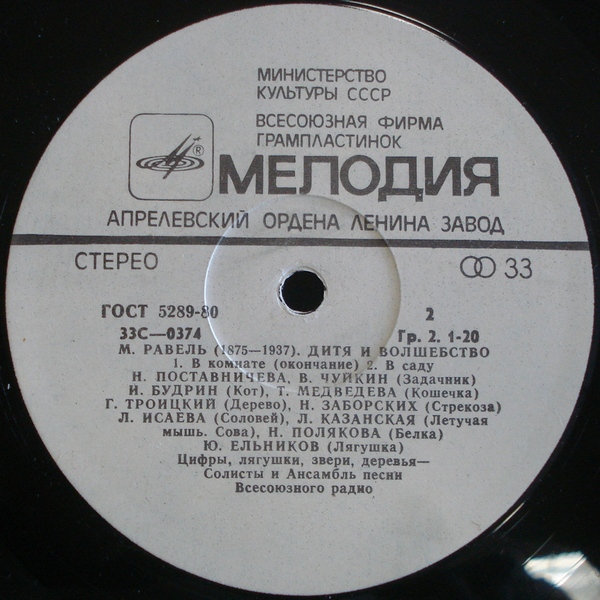 МИНИСТЕРСТВО
КУЛЬТУРЫ СССР
ВСЕСОЮЗНАЯ ФИРМА
ГРАМПЛАСТИНОК
®
МЕЛОДИЯ
АПРЕЛЕВСКИЙ ОРДЕНА ЛЕНИНА ЗАВОД
СТЕРЕО 33
ГОСТ 5289-80 2
33С—0374 Гр. 2. 1-20
М. РАВЕЛЬ (1875—1937). ДИТЯ И ВОЛШЕБСТВО
1. В комнате (окончание) 2. В саду
Н. ПОСТАВНИЧЕВА, В. ЧУЙКИН (Задачник)
И. БУДРИН (Кот), Т. МЕДВЕДЕВА (Кошечка)
Г. ТРОИЦКИЙ (Дерево), Н. ЗАБОРСКИХ (Стрекоза)
Л. ИСАЕВА (Соловей), Л. КАЗАНСКАЯ (Летучая
мышь. Сова), Н. ПОЛЯКОВА (Белка)
Ю. ЕЛЬНИКОВ (Лягушка)
Цифры, лягушки, звери, деревья—
Солисты и Ансамбль песни
Всесоюзного радио